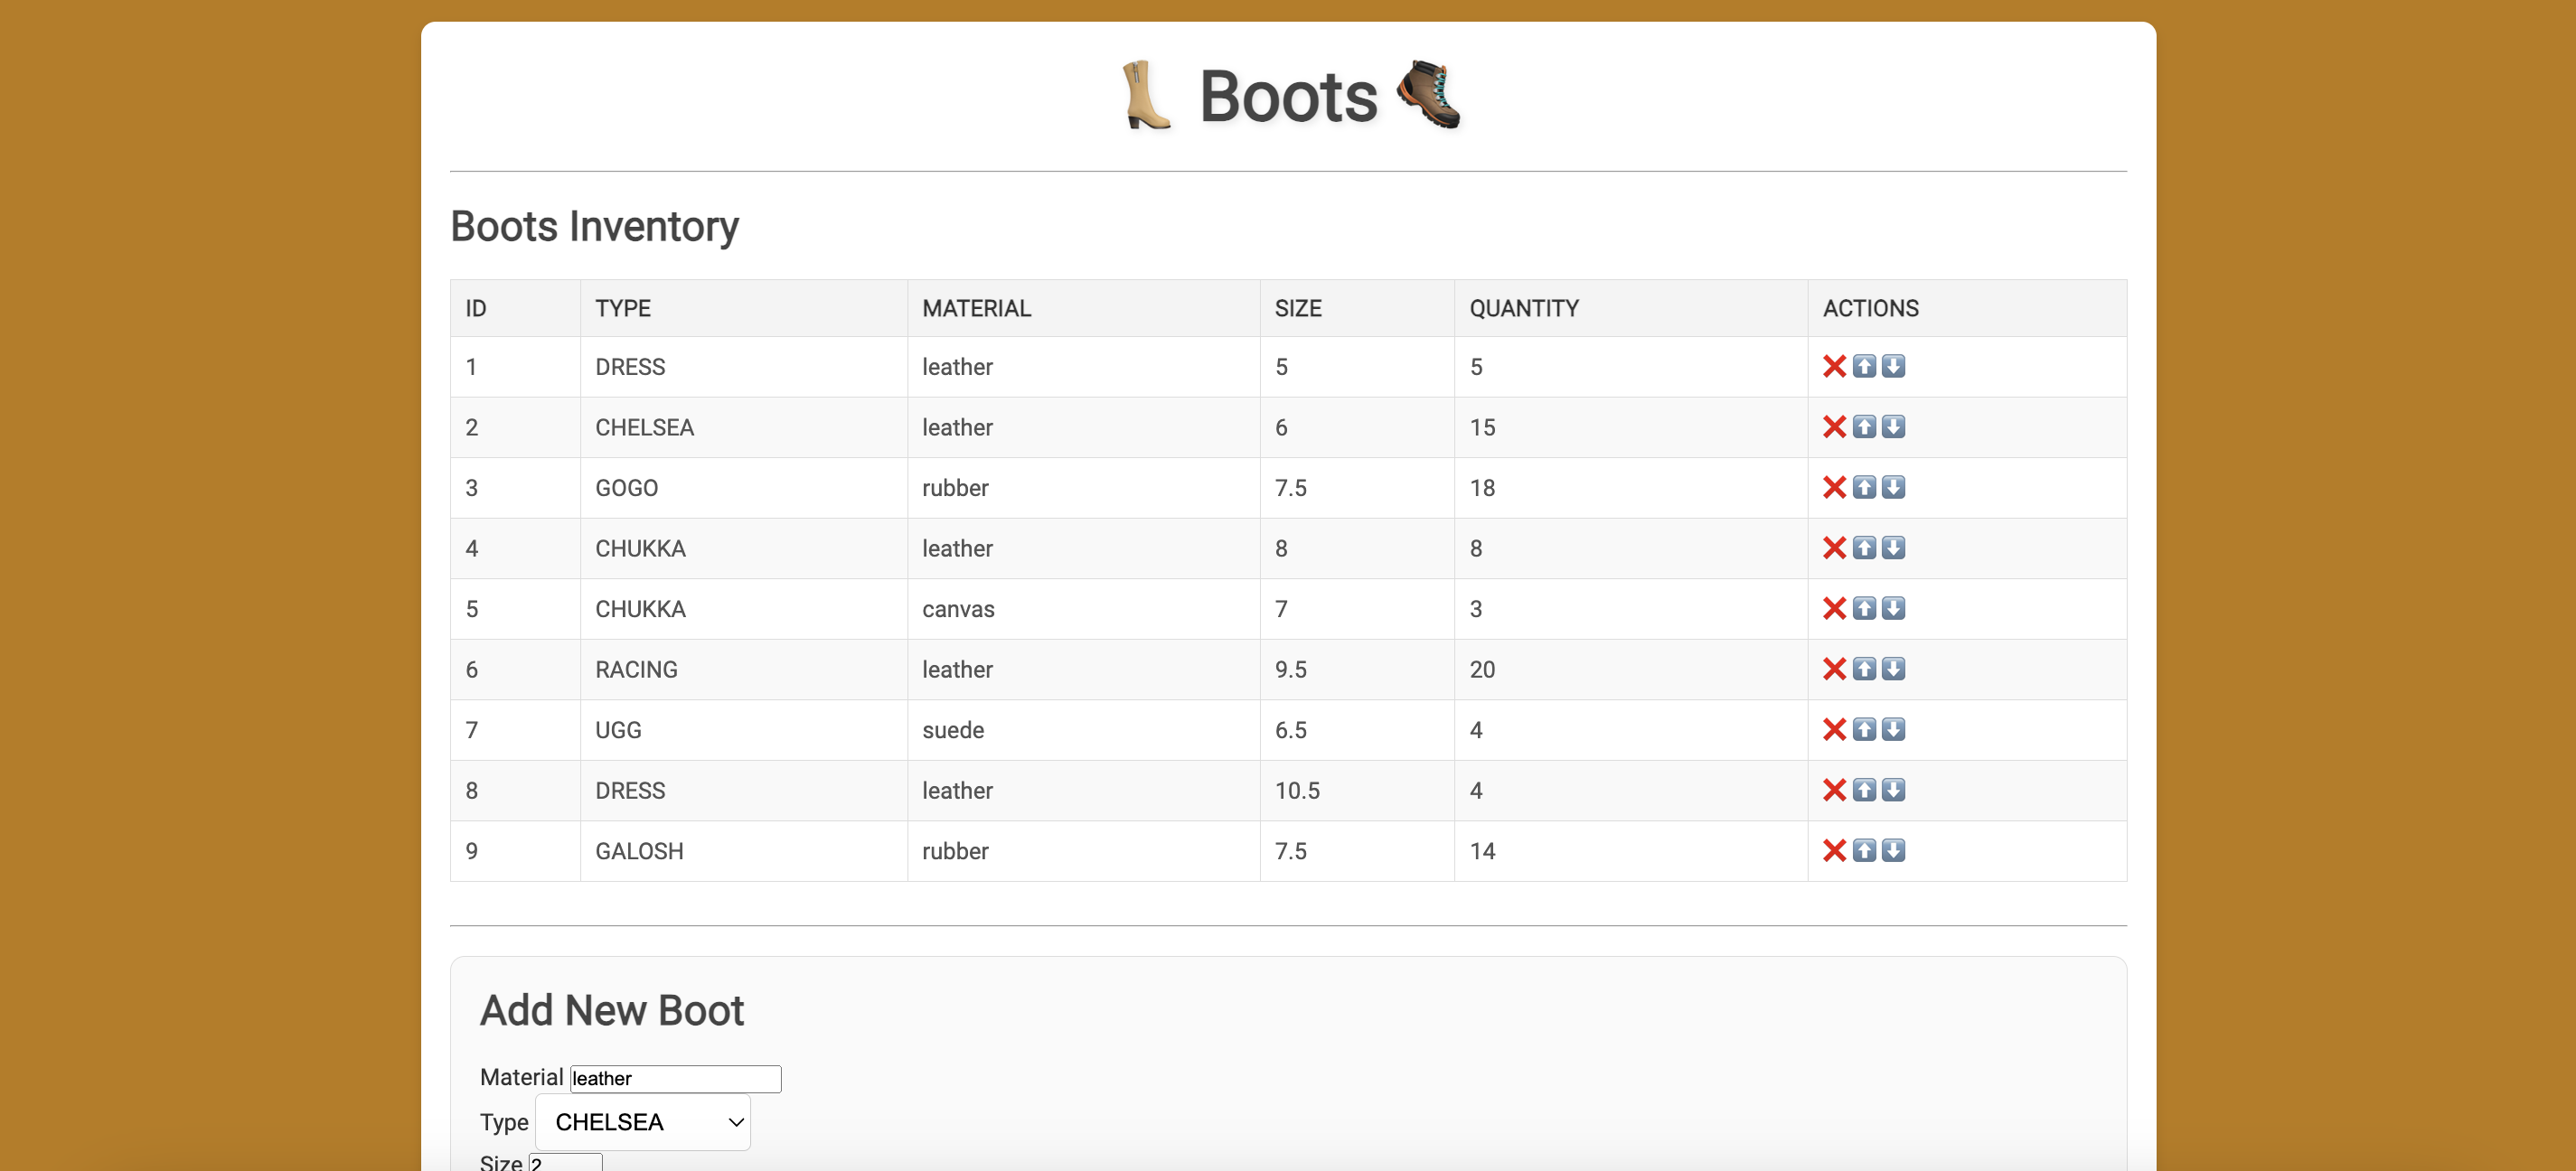 Boots
Boots Inventory
ID TYPE MATERIAL SIZE QUANTITY ACTIONS
1 DRESS leather 5 5
2 CHELSEA leather 6 15
3 GOGO rubber 7.5 18
4 CHUKKA leather 8 8
5 CHUKKA canvas 7 3
6 RACING leather 9.5 20
7 UGG suede 6.5 4
8 DRESS leather 10.5 4
9 GALOSH rubber 7.5 14
Add New Boot
Material leather
Type CHELSEA
Size 2